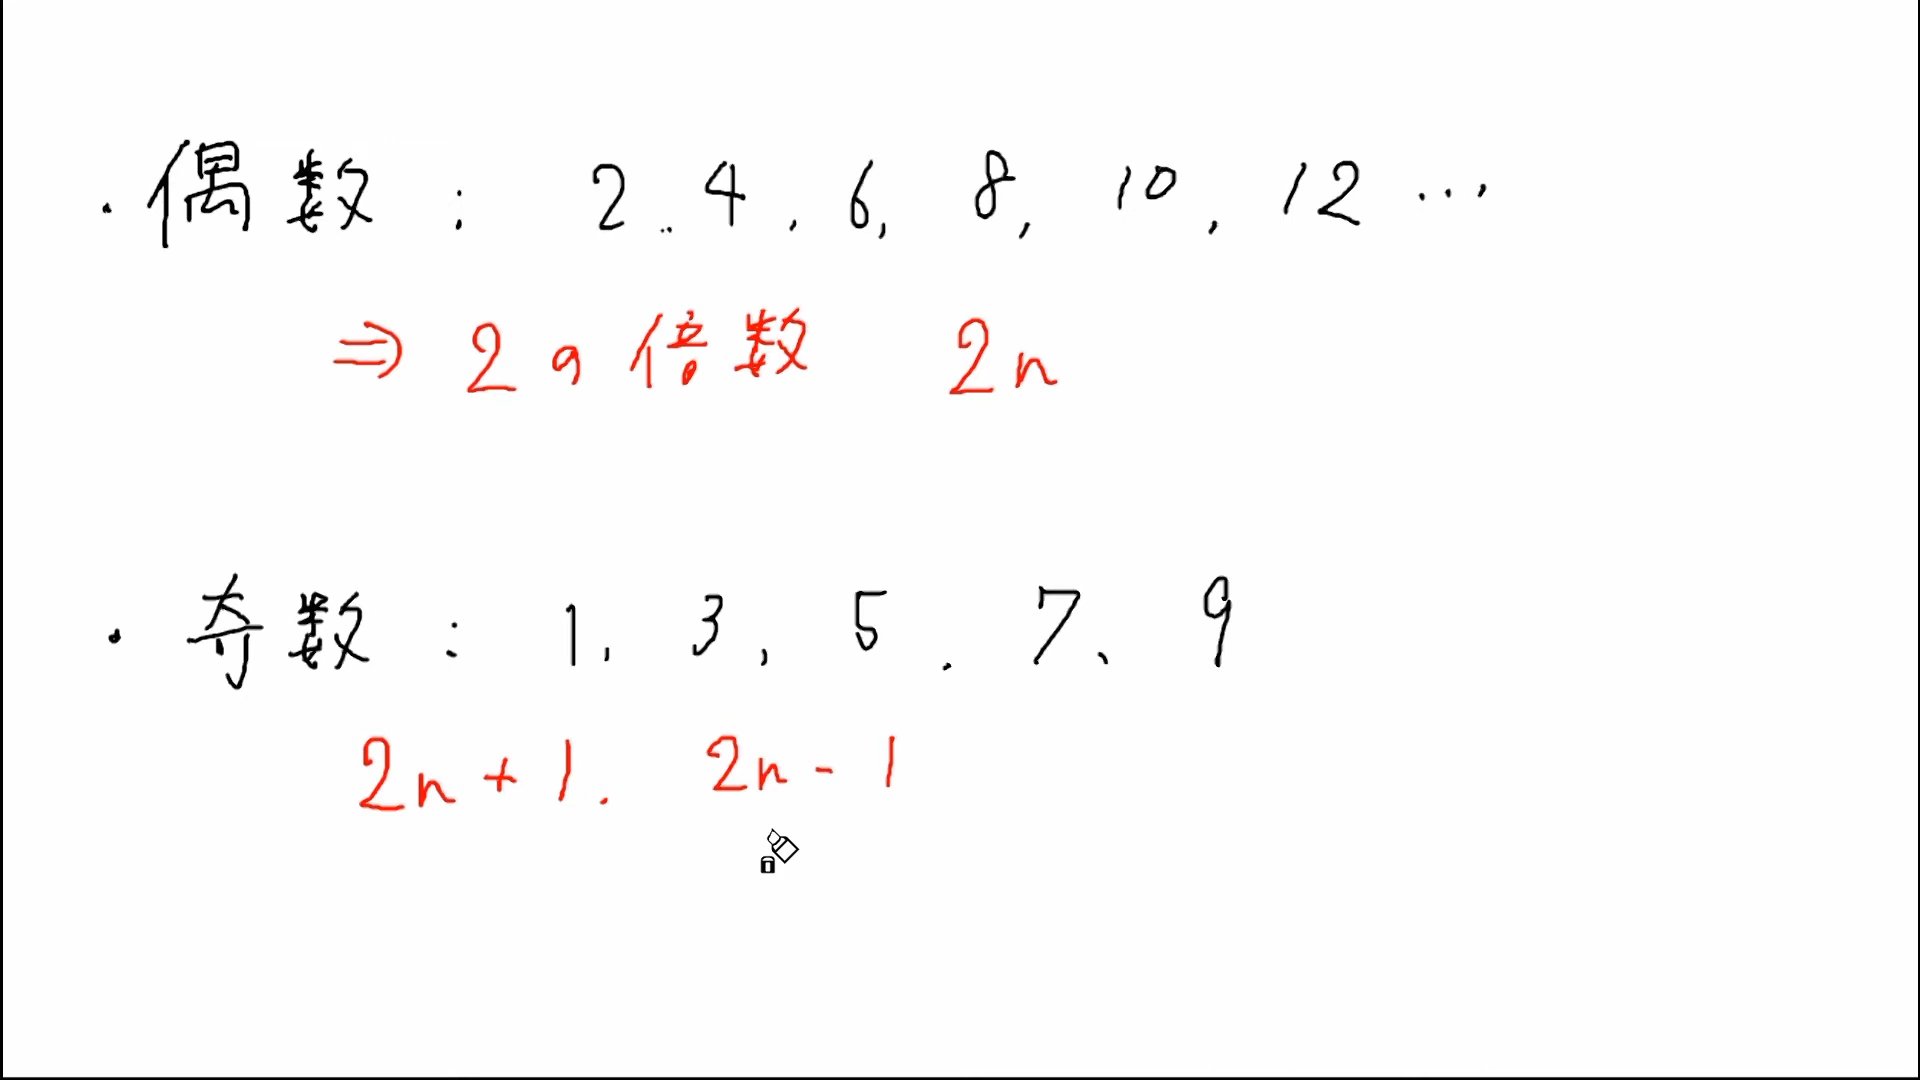 ・偶数： 2、4、6、8、10、12…
⇒ 2の倍数 2n
・奇数： 1、3、5、7、9
2n + 1、 2n - 1